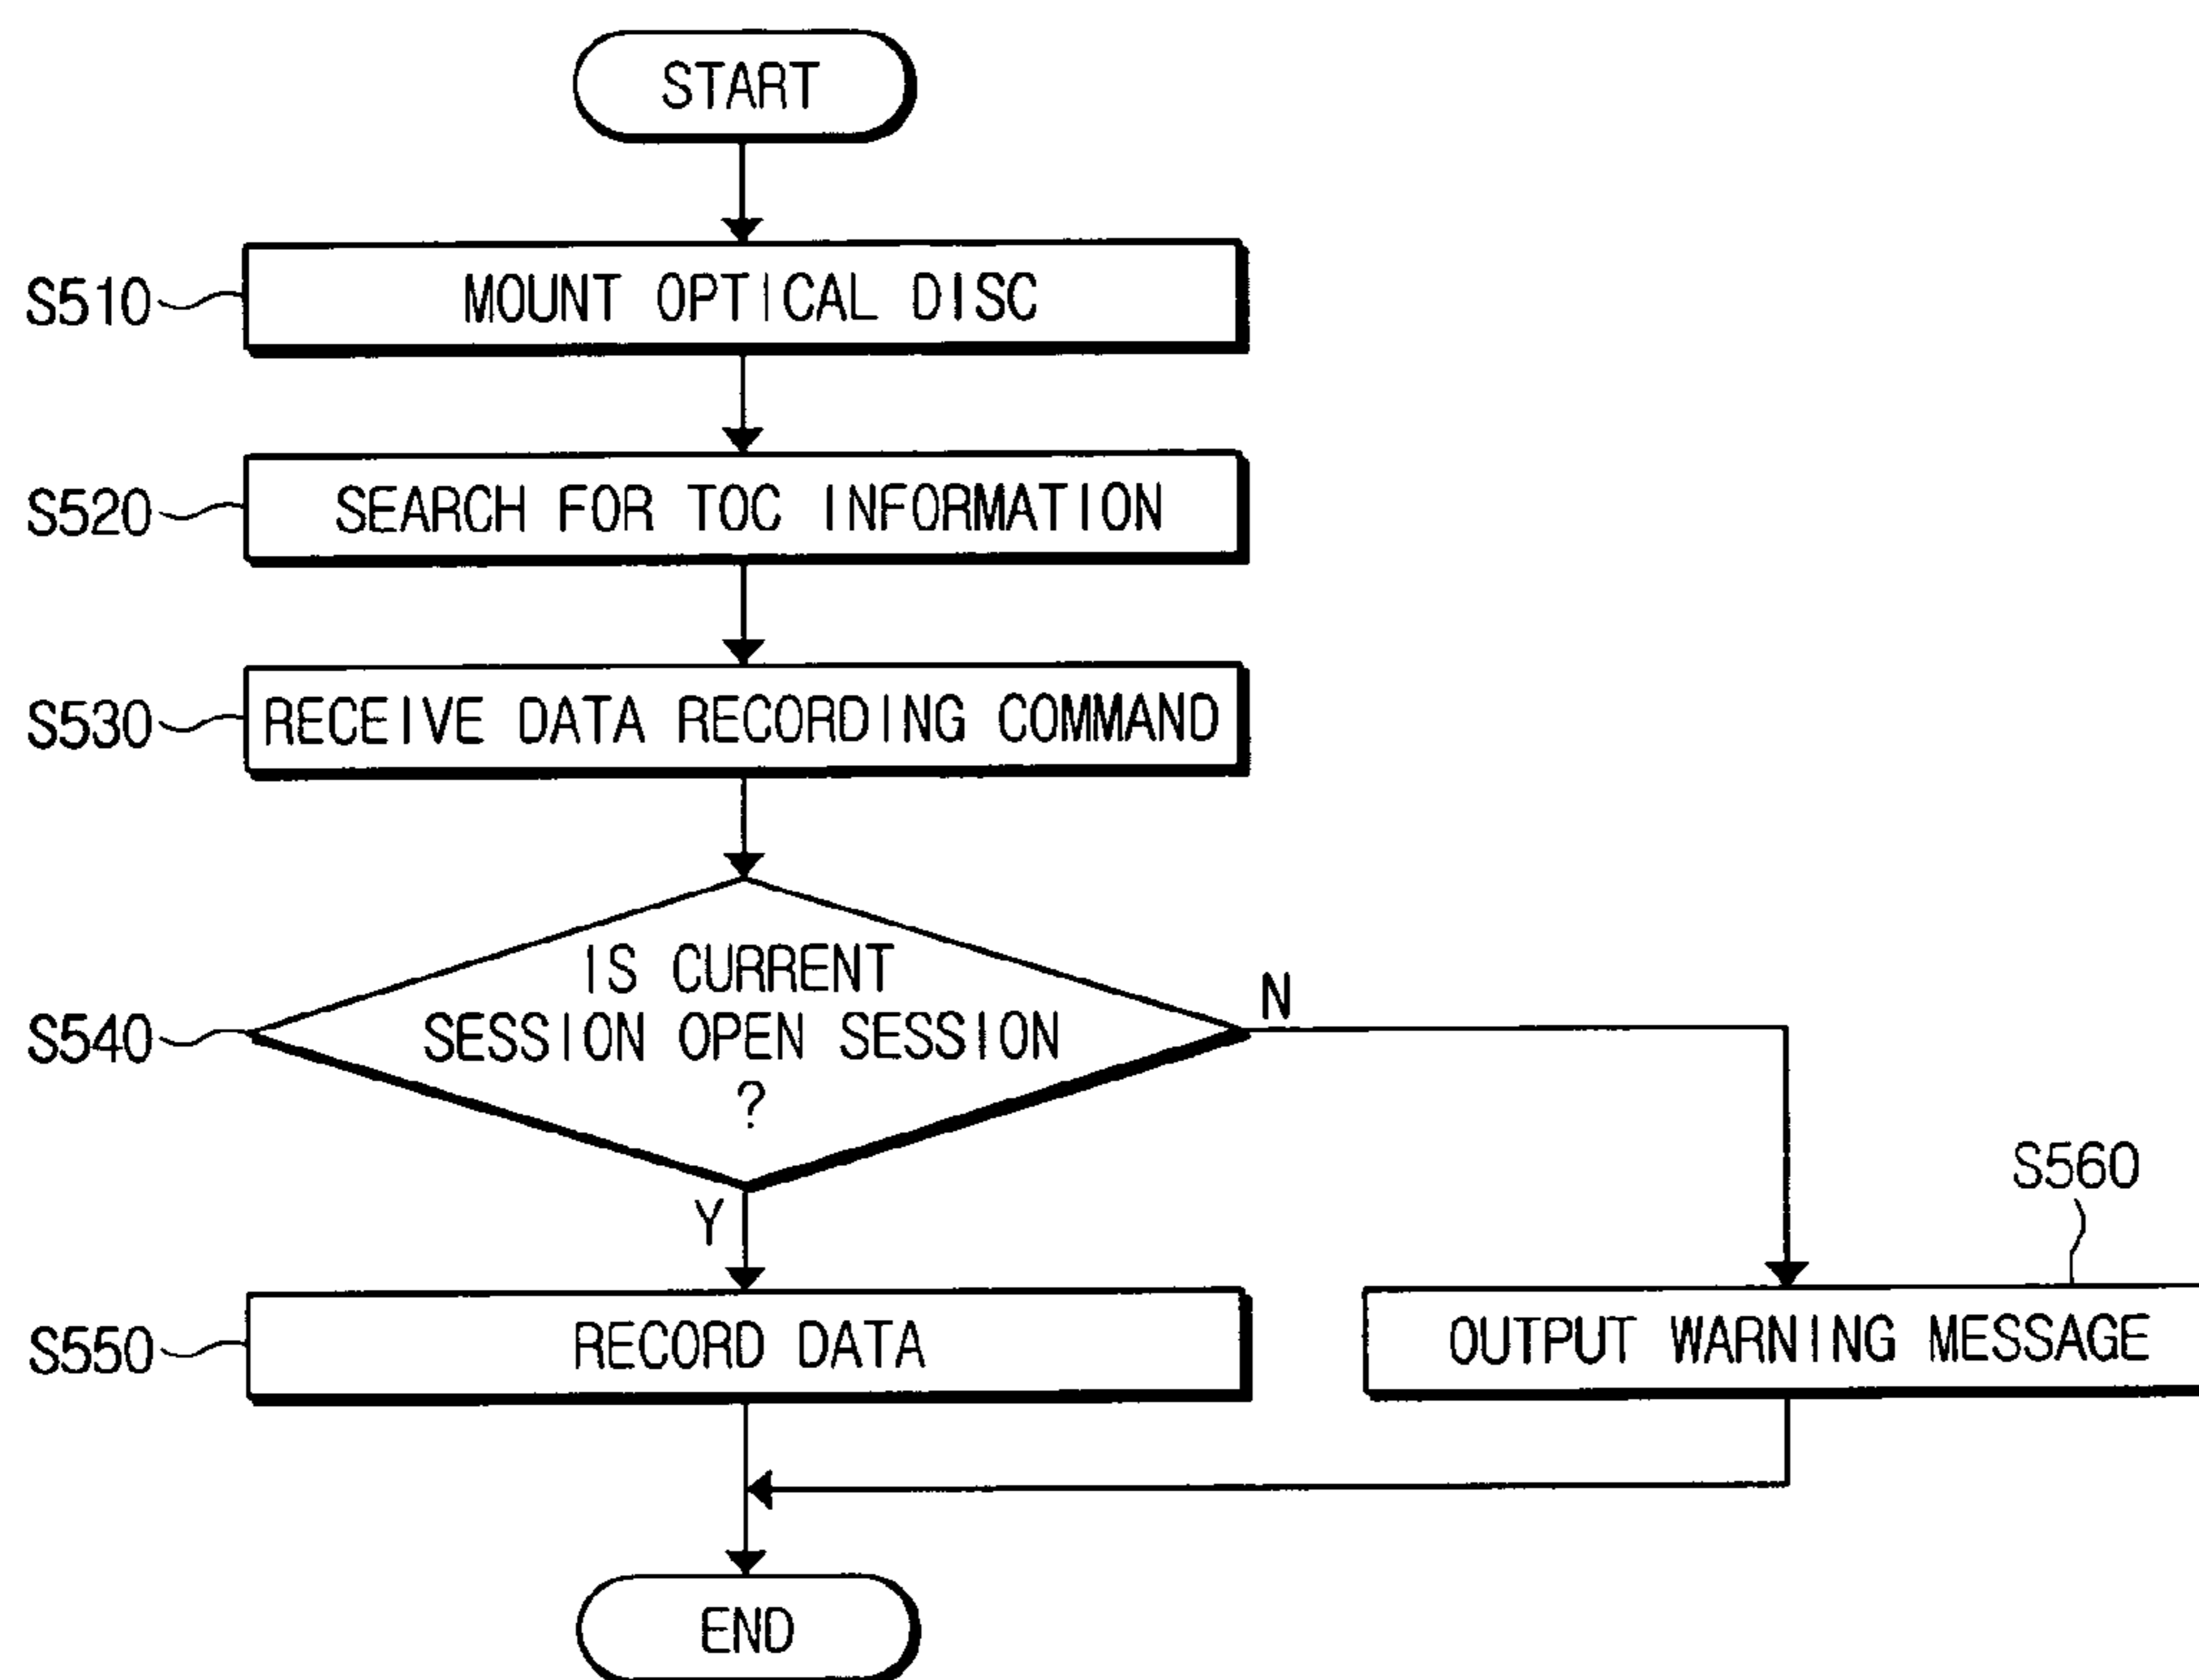 START
S510
MOUNT OPTICAL DISC
S520
SEARCH FOR TOC INFORMATION
S530
RECEIVE DATA RECORDING COMMAND
S540
IS CURRENT
SESSION OPEN SESSION
?
N
Y
S560
S550
RECORD DATA
OUTPUT WARNING MESSAGE
END